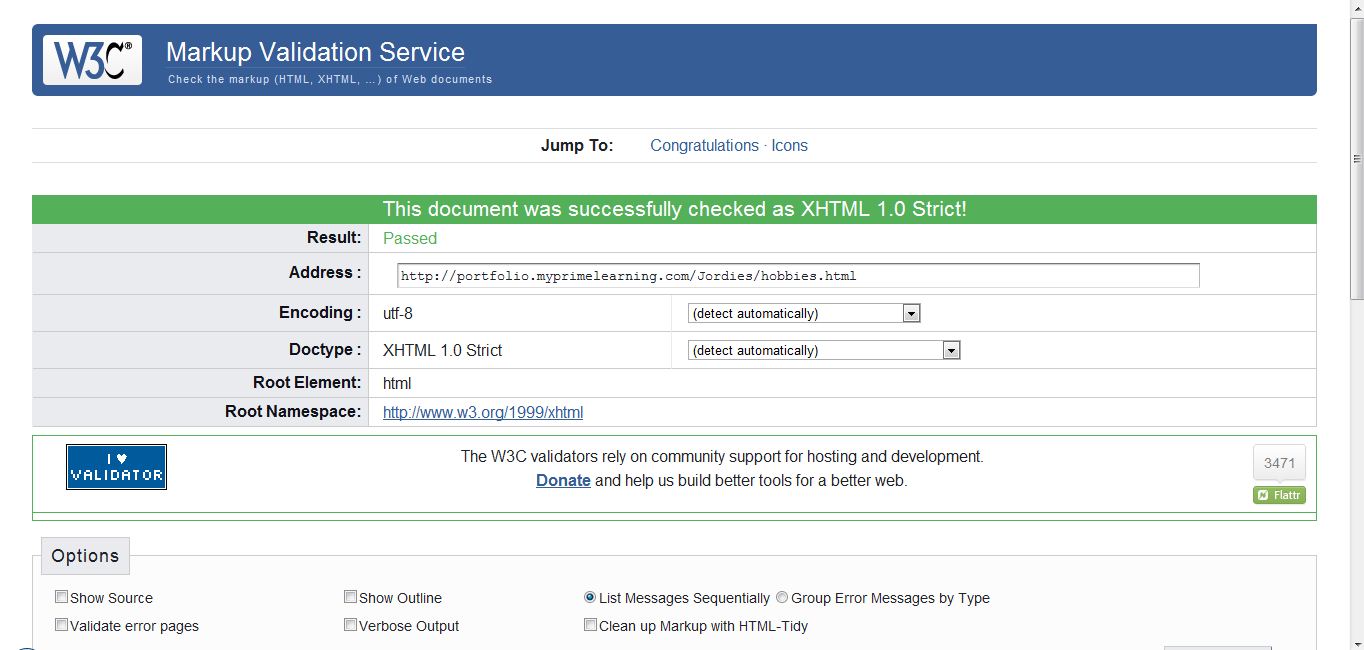 W3C®
Markup Validation Service
Check the markup (HTML, XHTML, …) of Web documents
Jump To: Congratulations · Icons
This document was successfully checked as XHTML 1.0 Strict!
Result: Passed
Address : http://portfolio.myprimelearning.com/Jordies/hobbies.html
Encoding : utf-8 (detect automatically)
Doctype : XHTML 1.0 Strict (detect automatically)
Root Element: html
Root Namespace: http://www.w3.org/1999/xhtml
I ♥
VALIDATOR
The W3C validators rely on community support for hosting and development.
Donate and help us build better tools for a better web.
3471
Flattr
Options
Show Source Show Outline List Messages Sequentially Group Error Messages by Type
Validate error pages Verbose Output Clean up Markup with HTML-Tidy